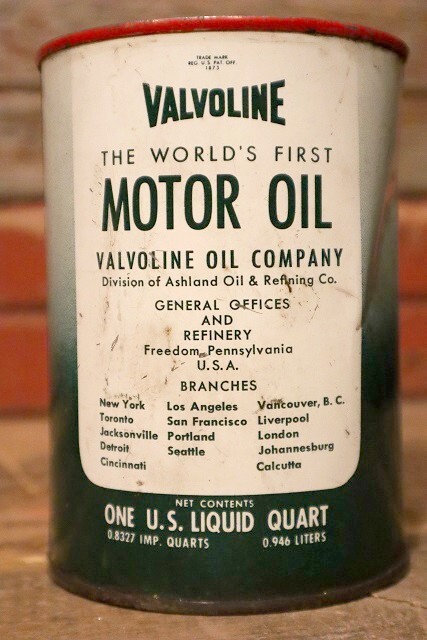 TRADE MARK
REG. U.S. PAT. OFF.
1873
VALVOLINE
THE WORLD'S FIRST
MOTOR OIL
VALVOLINE OIL COMPANY
Division of Ashland Oil & Refining Co.
GENERAL OFFICES
AND
REFINERY
Freedom, Pennsylvania
U.S.A.
BRANCHES
New York
Toronto
Jacksonville
Detroit
Cincinnati
Los Angeles
San Francisco
Portland
Seattle
Vancouver, B.C.
Liverpool
London
Johannesburg
Calcutta
NET CONTENTS
ONE U.S. LIQUID QUART
0.8327 IMP. QUARTS 0.946 LITERS